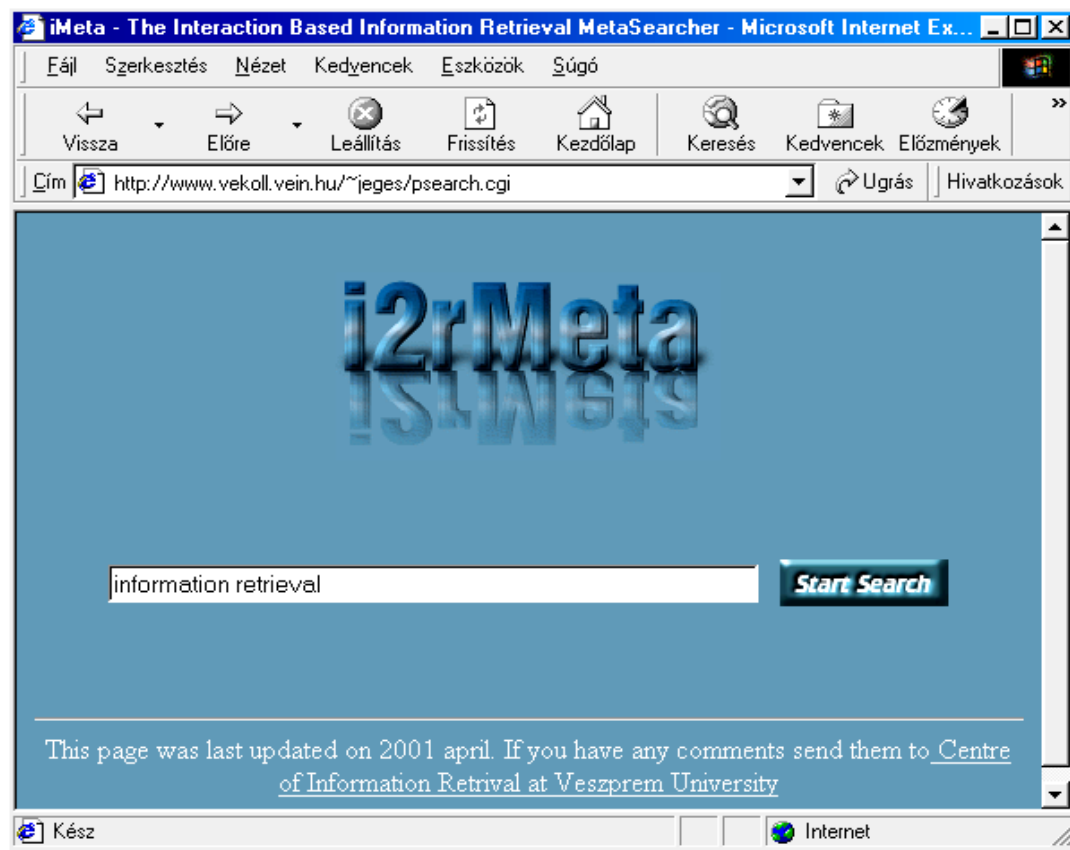 iMeta - The Interaction Based Information Retrieval MetaSearcher - Microsoft Internet Ex...
Fájl Szerkesztés Nézet Kedvencek Eszközök Súgó
Vissza Előre Leállítás Frissítés Kezdőlap Keresés Kedvencek Előzmények »
Cím http://www.vekoll.vein.hu/~jeges/psearch.cgi Ugrás Hivatkozások
i2rMeta
information retrieval Start Search
This page was last updated on 2001 april. If you have any comments send them to Centre
of Information Retrival at Veszprem University
Kész Internet